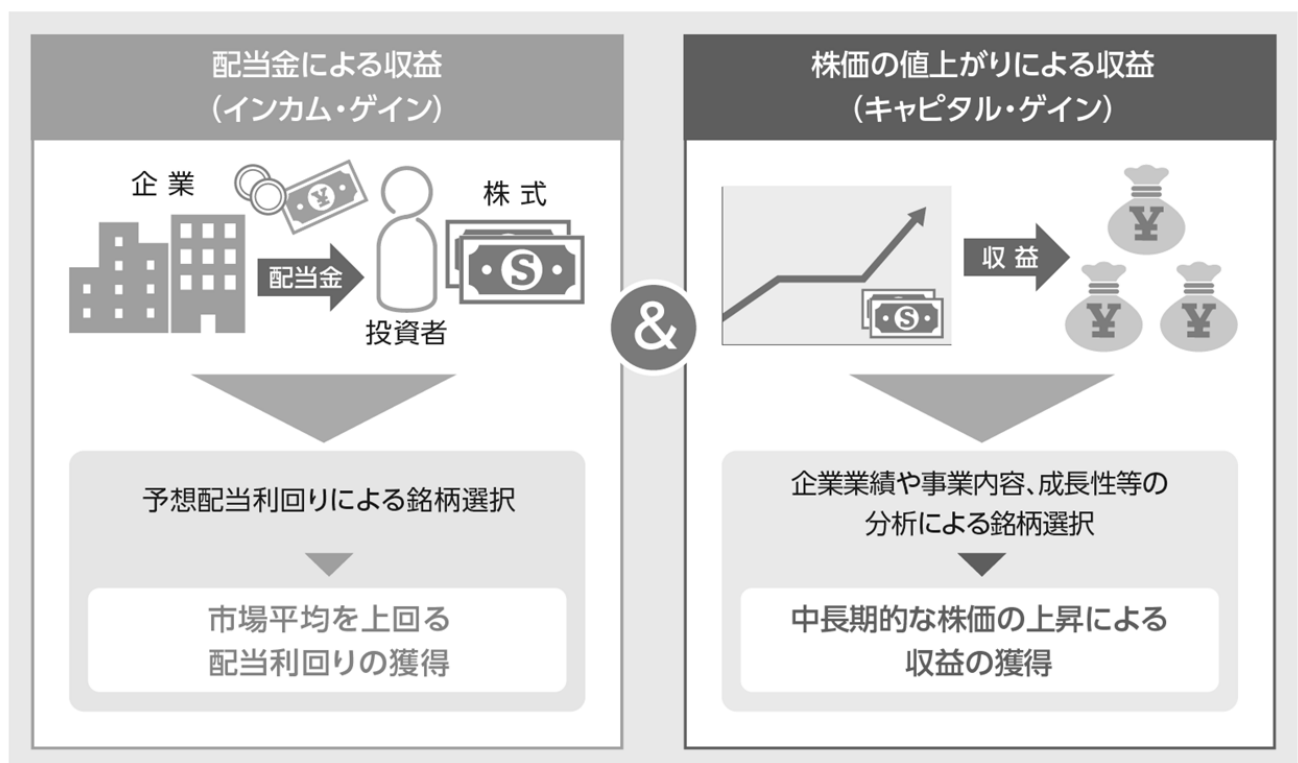 配当金による収益
（インカム・ゲイン）
企業
¥
株式
配当金
S
投資者
予想配当利回りによる銘柄選択
市場平均を上回る
配当利回りの獲得
&
株価の値上がりによる収益
（キャピタル・ゲイン）
収益
S
¥
¥
¥
企業業績や事業内容、成長性等の
分析による銘柄選択
中長期的な株価の上昇による
収益の獲得